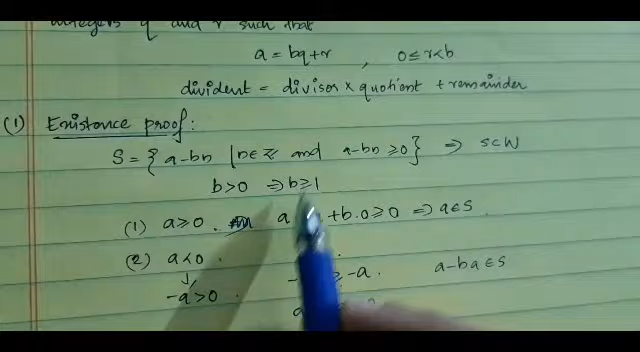 integers q and r such that
a = bq+r , 0≤r<b
divident = divisor × quotient + remainder
(1) Existance proof:
S = { a-bn | n∈ℤ and a-bn ≥0} ⇒ S⊂W
b>0 ⇒ b≥1
(1) a≥0 . a +b.0≥0 ⇒ a∈S .
(2) a<0 . ≥ -a . a-ba∈S
↓
-a>0 . a